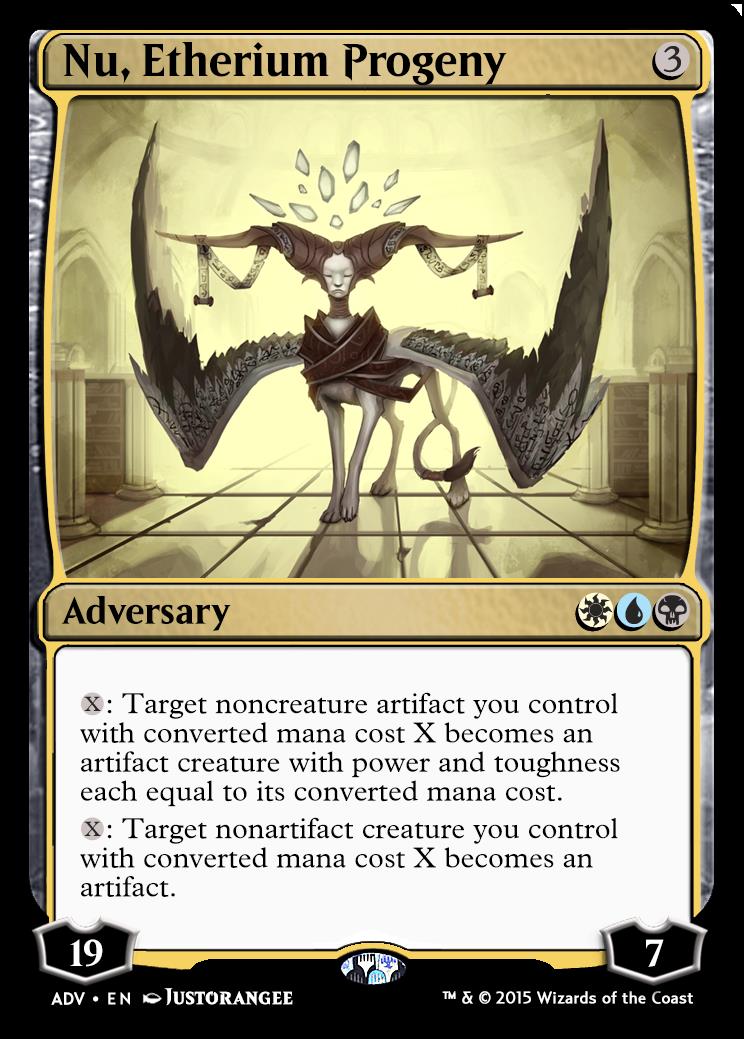 Nu, Etherium Progeny 3
Adversary
X: Target noncreature artifact you control
with converted mana cost X becomes an
artifact creature with power and toughness
each equal to its converted mana cost.
X: Target nonartifact creature you control
with converted mana cost X becomes an
artifact.
19 7
ADV • EN JUSTORANGEE ™ & © 2015 Wizards of the Coast